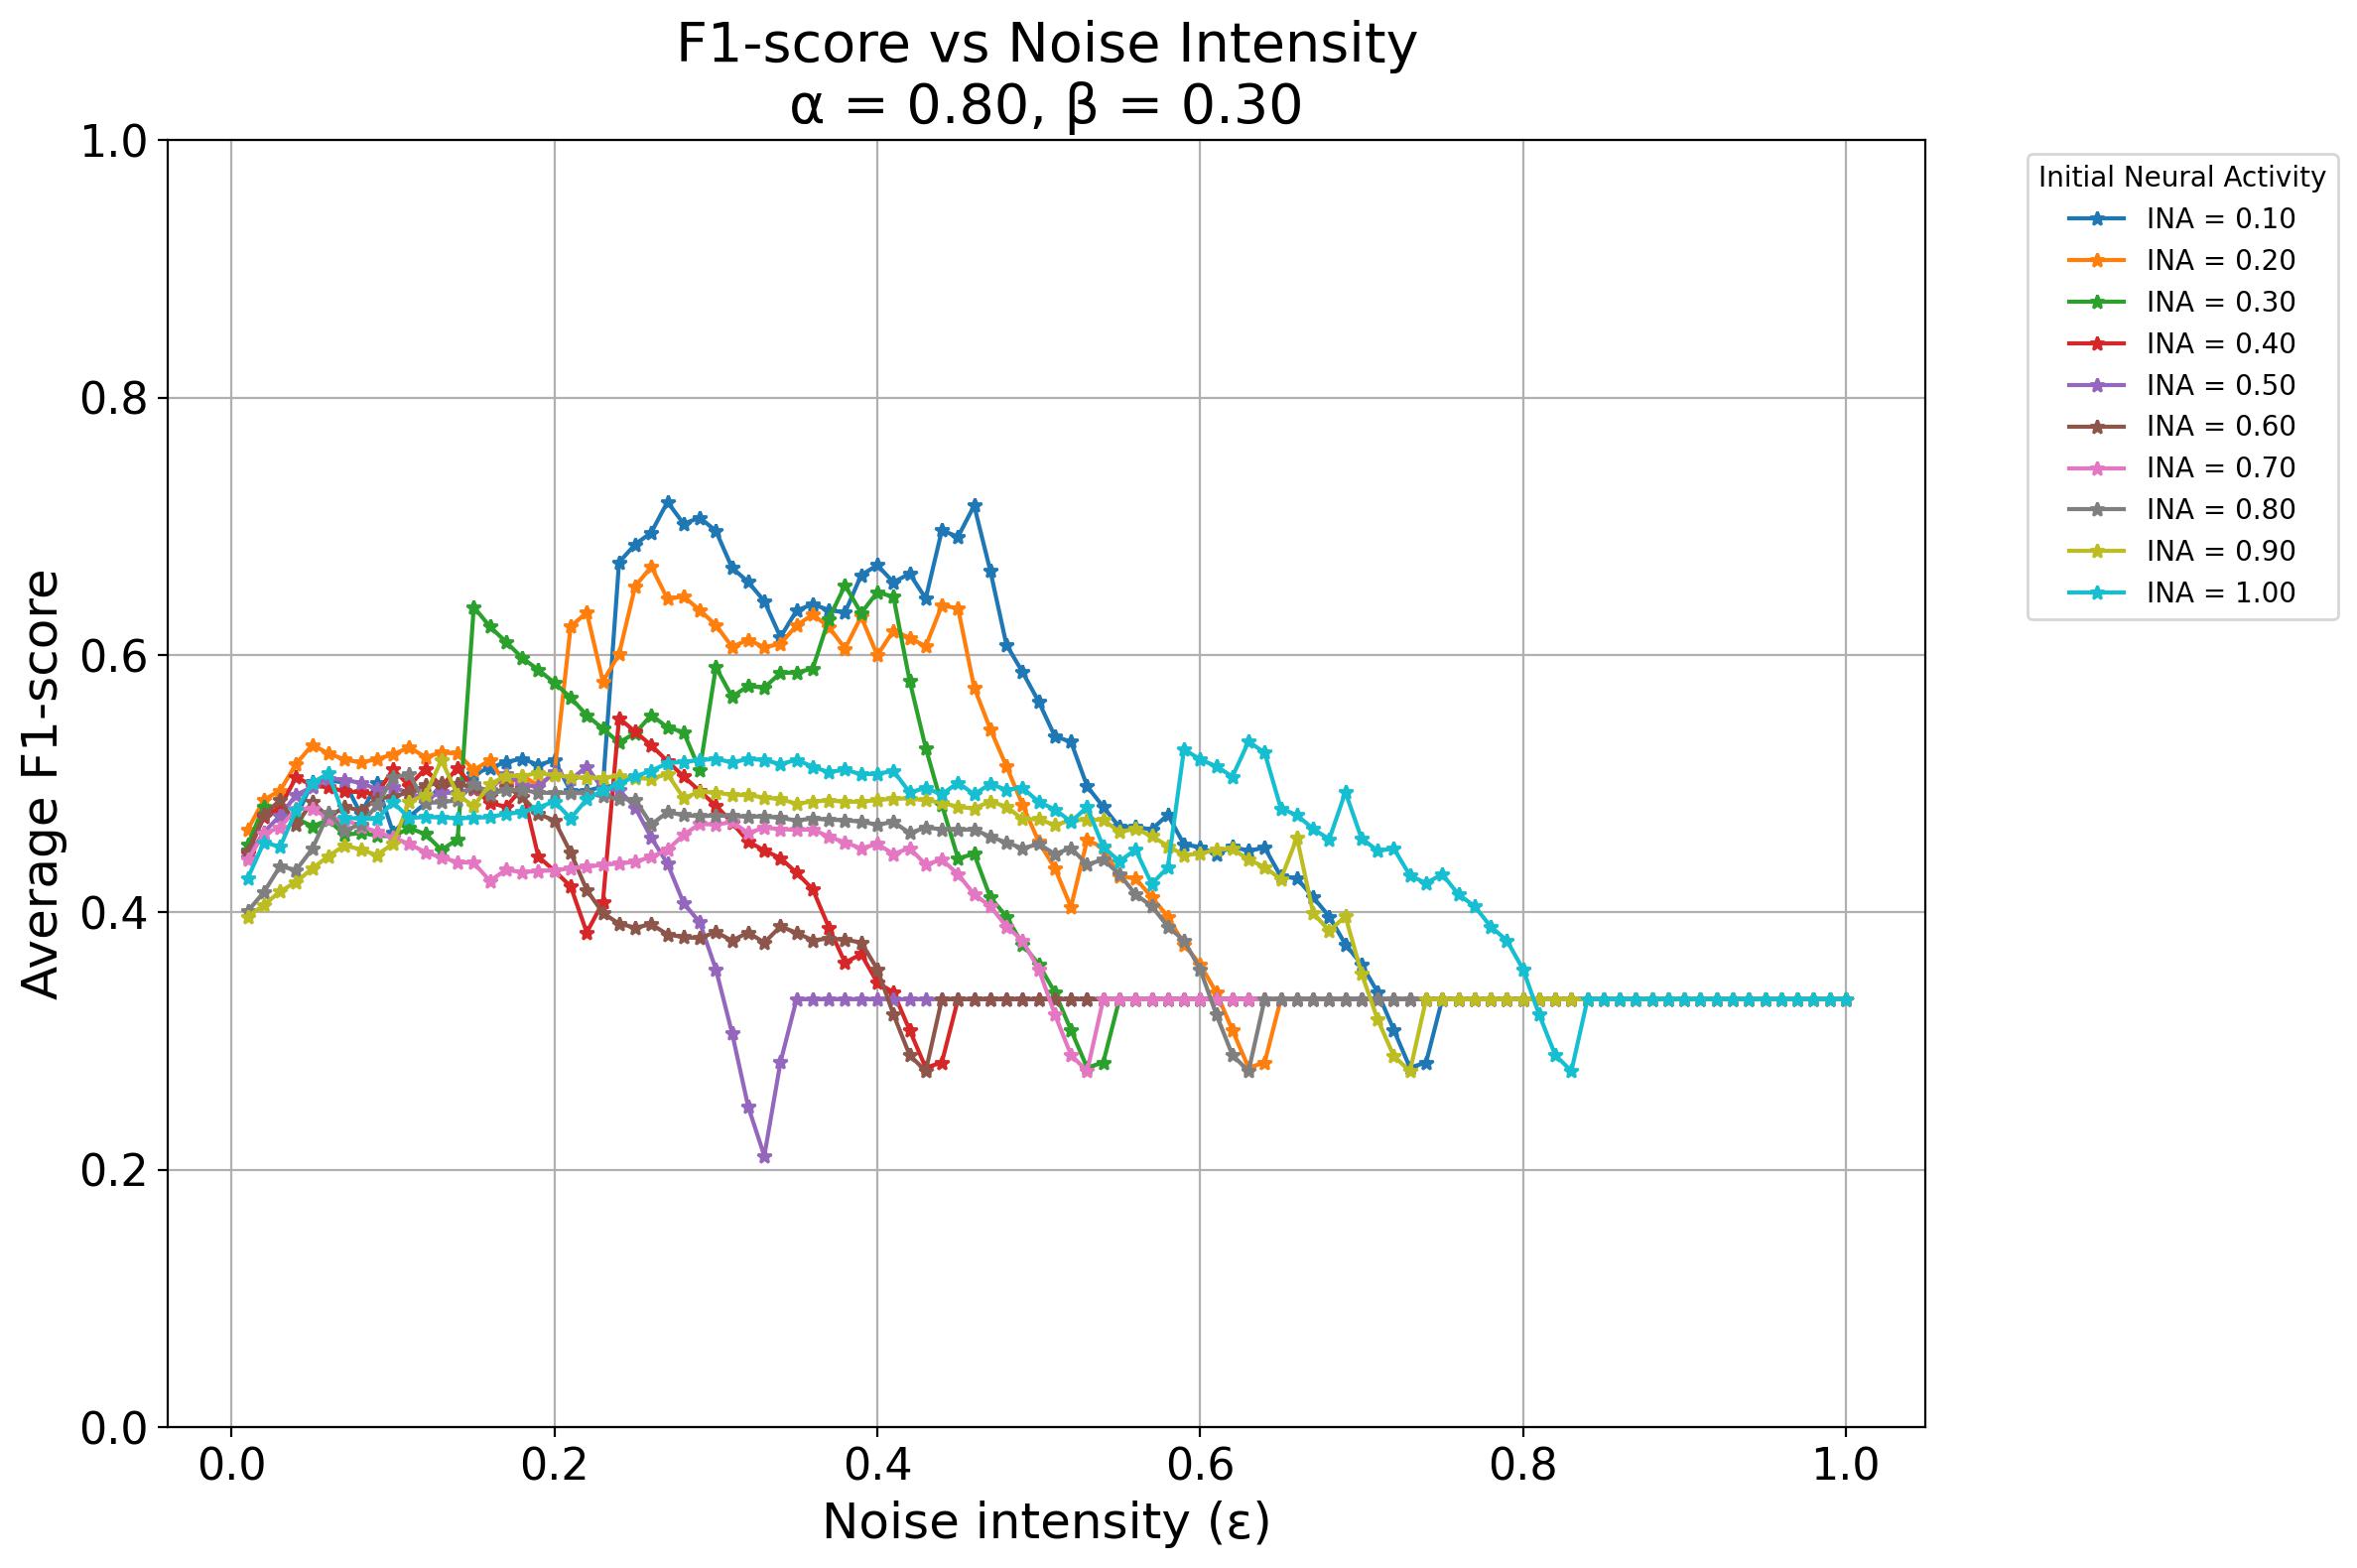 F1-score vs Noise Intensity
α = 0.80, β = 0.30
1.0
0.8
0.6
0.4
0.2
0.0
Average F1-score
0.0 0.2 0.4 0.6 0.8 1.0
Noise intensity (ε)
Initial Neural Activity
INA = 0.10
INA = 0.20
INA = 0.30
INA = 0.40
INA = 0.50
INA = 0.60
INA = 0.70
INA = 0.80
INA = 0.90
INA = 1.00